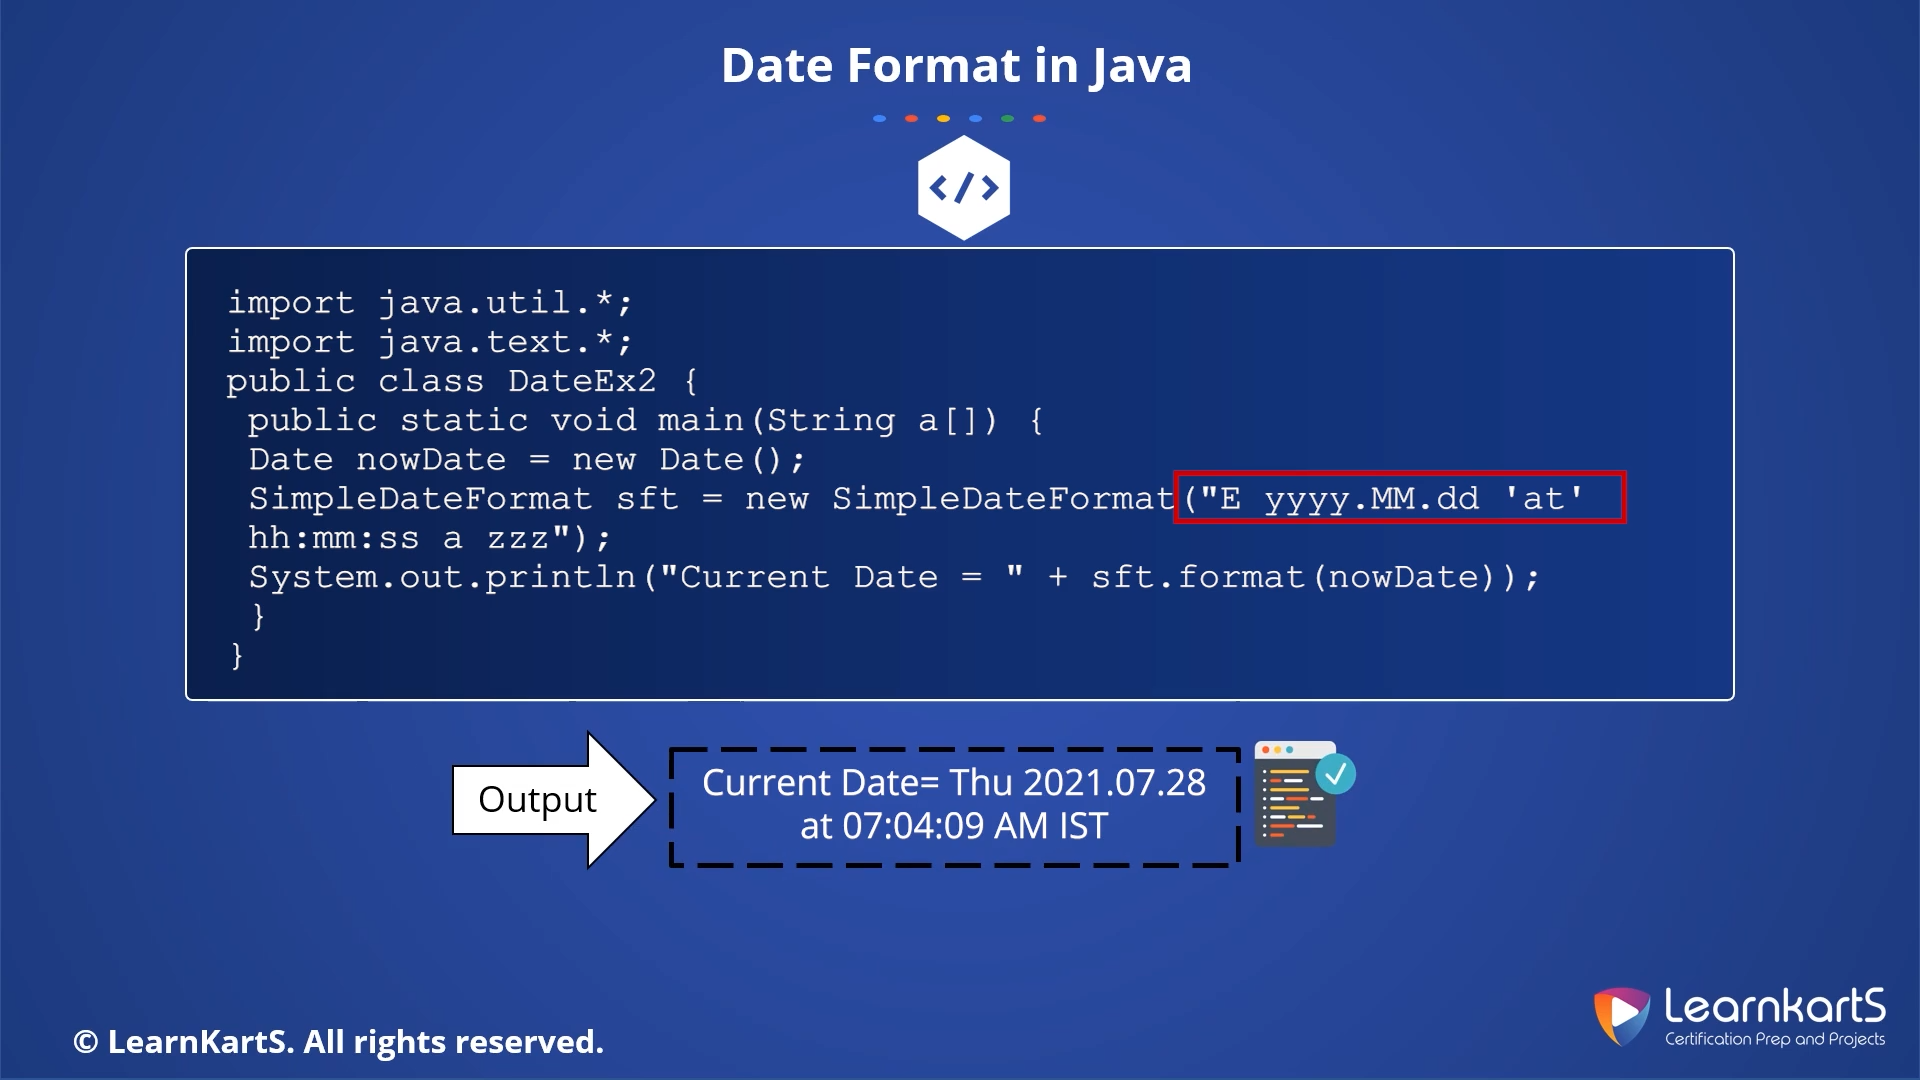 Date Format in Java
</>
import java.util.*;
import java.text.*;
public class DateEx2 {
public static void main(String a[]) {
Date nowDate = new Date();
SimpleDateFormat sft = new SimpleDateFormat("E yyyy.MM.dd 'at'
hh:mm:ss a zzz");
System.out.println("Current Date = " + sft.format(nowDate));
}
}
Output
Current Date= Thu 2021.07.28
at 07:04:09 AM IST
© LearnKartS. All rights reserved.
LearnkartS
Certification Prep and Projects